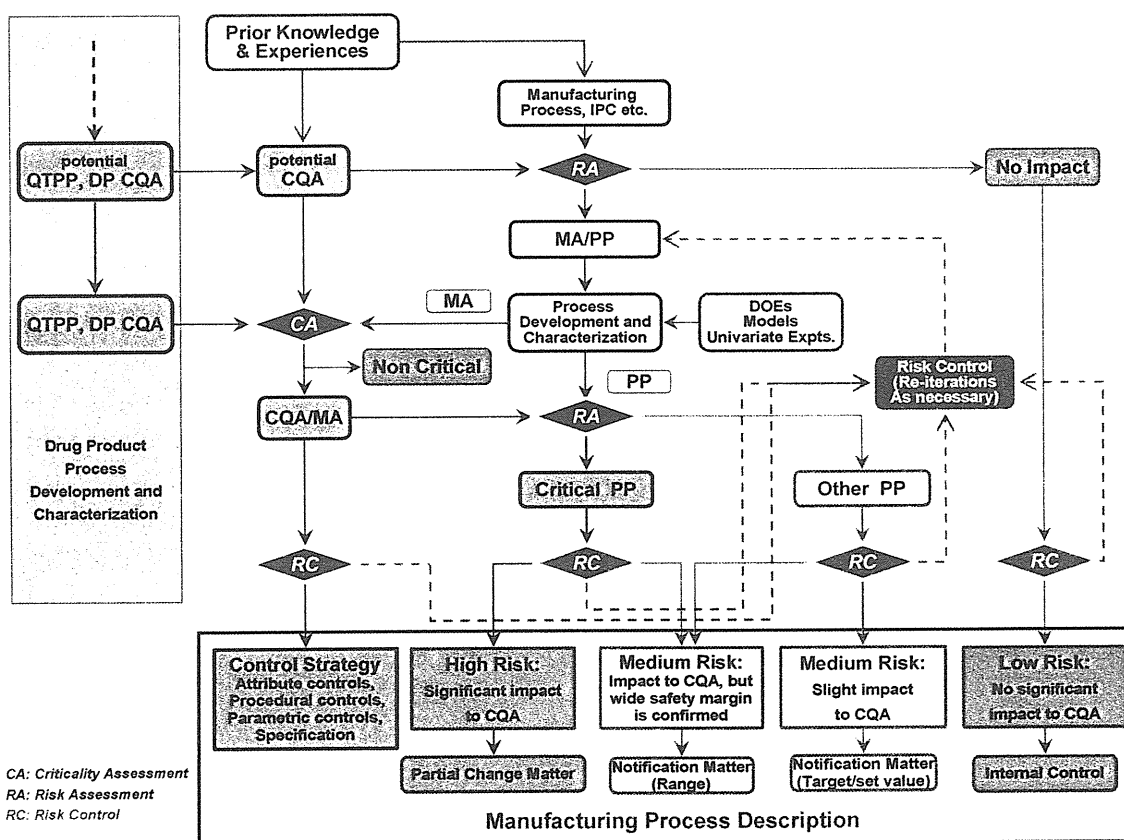 Prior Knowledge
& Experiences
Manufacturing
Process, IPC etc.
potential
QTPP, DP CQA
potential
CQA
RA
No Impact
MA/PP
QTPP, DP CQA
CA
MA
Process
Development and
Characterization
DOEs
Models
Univariate Expts.
Non Critical
PP
Risk Control
(Re-iterations
As necessary)
CQA/MA
RA
Drug Product
Process
Development and
Characterization
Critical PP
Other PP
RC
RC
RC
RC
Control Strategy
Attribute controls,
Procedural controls,
Parametric controls,
Specification
High Risk:
Significant impact
to CQA
Medium Risk:
Impact to CQA, but
wide safety margin
is confirmed
Medium Risk:
Slight impact
to CQA
Low Risk:
No significant
impact to CQA
Partial Change Matter
Notification Matter
(Range)
Notification Matter
(Target/set value)
Internal Control
CA: Criticality Assessment
RA: Risk Assessment
RC: Risk Control
Manufacturing Process Description